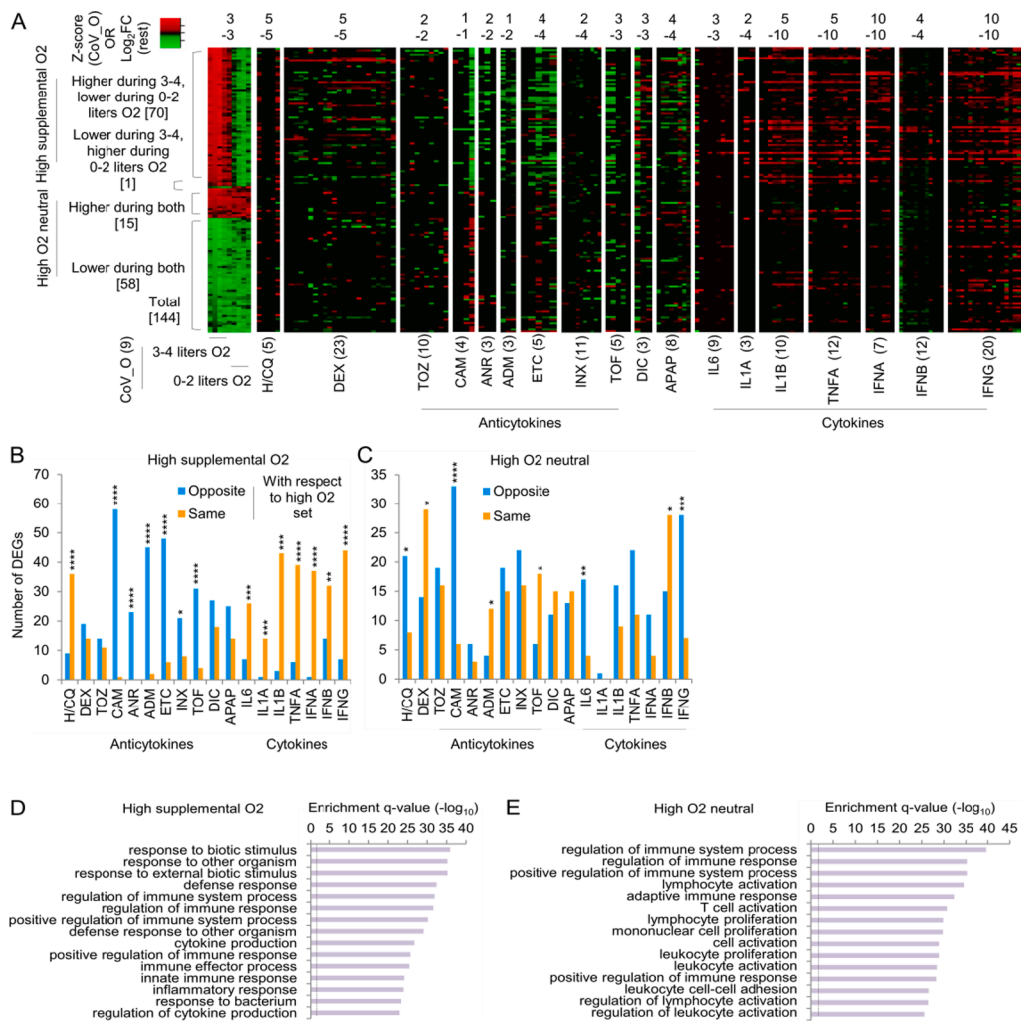 A
Z-score
(CoV_O)
OR
Log2FC
(rest)
3 5 5 2 1 2 1 4 2 3 4 3 2 5 5 10 4 10
-3 -5 -5 -2 -1 -2 -1 -4 -2 -3 -4 -3 -2 -5 -5 -10 -4 -10
High supplemental O2
Higher during 3-4,
lower during 0-2
liters O2 [70]
Lower during 3-4,
higher during
0-2 liters O2
[1]
High O2 neutral
Higher during both
[15]
Lower during both
[58]
Total
[144]
CoV_O (9)
3-4 liters O2
0-2 liters O2
H/CQ (5)
DEX (23)
TOZ (10)
CAM (4)
ANR (3)
ADM (3)
ETC (5)
INX (11)
TOF (5)
DIC (3)
APAP (8)
IL6 (9)
IL1A (3)
IL1B (10)
TNFA (12)
IFNA (7)
IFNB (12)
IFNG (20)
Anticytokines
Cytokines
B
High supplemental O2
Number of DEGs
70
60
50
40
30
20
10
0
Opposite
Same
With respect
to high O2
set
****
****
****
****
****
*
****
****
***
***
****
****
**
****
H/CQ
DEX
TOZ
CAM
ANR
ADM
ETC
INX
TOF
DIC
APAP
IL6
IL1A
IL1B
TNFA
IFNA
IFNB
IFNG
Anticytokines
Cytokines
C
High O2 neutral
35
30
25
20
15
10
5
0
Opposite
Same
*
*
****
*
*
**
*
***
H/CQ
DEX
TOZ
CAM
ANR
ADM
ETC
INX
TOF
DIC
APAP
IL6
IL1A
IL1B
TNFA
IFNA
IFNB
IFNG
Anticytokines
Cytokines
D
High supplemental O2
Enrichment q-value (-log10)
0 5 10 15 20 25 30 35 40
response to biotic stimulus
response to other organism
response to external biotic stimulus
defense response
regulation of immune system process
regulation of immune response
positive regulation of immune system process
defense response to other organism
cytokine production
positive regulation of immune response
immune effector process
innate immune response
inflammatory response
response to bacterium
regulation of cytokine production
E
High O2 neutral
Enrichment q-value (-log10)
0 5 10 15 20 25 30 35 40 45
regulation of immune system process
regulation of immune response
positive regulation of immune system process
lymphocyte activation
adaptive immune response
T cell activation
lymphocyte proliferation
mononuclear cell proliferation
cell activation
leukocyte proliferation
leukocyte activation
positive regulation of immune response
leukocyte cell-cell adhesion
regulation of lymphocyte activation
regulation of leukocyte activation